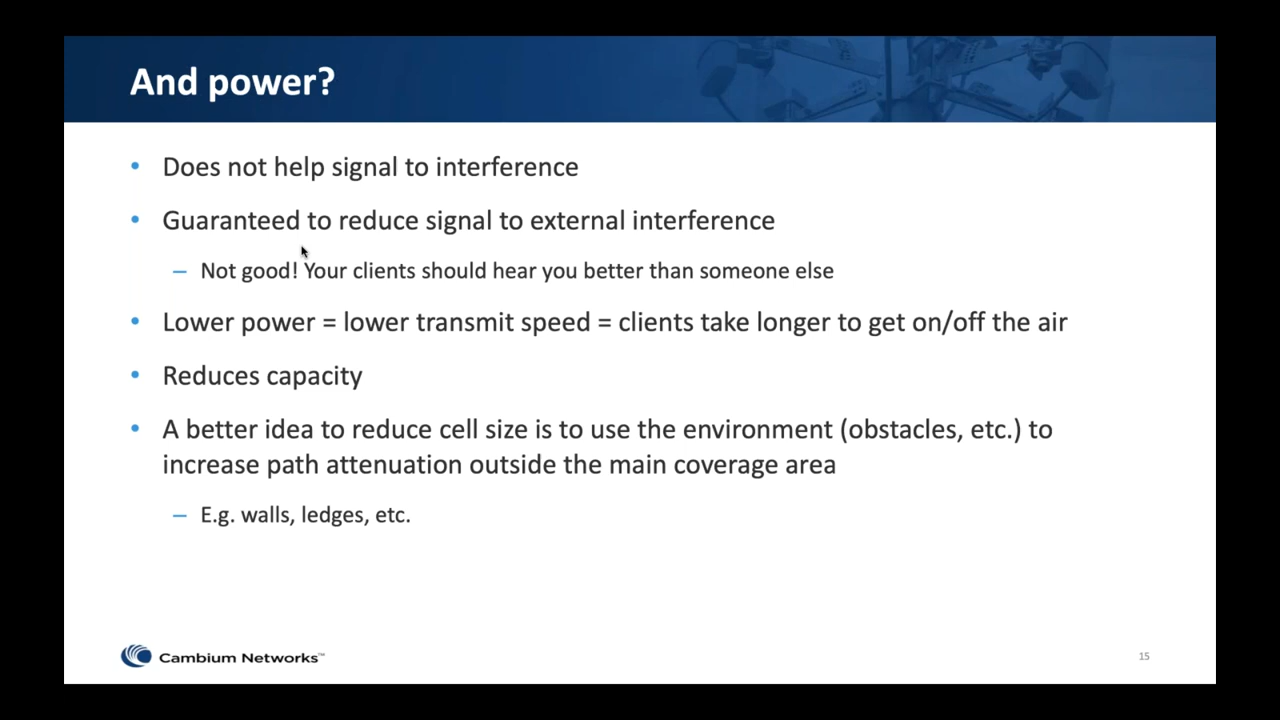 And power?
• Does not help signal to interference
• Guaranteed to reduce signal to external interference
– Not good! Your clients should hear you better than someone else
• Lower power = lower transmit speed = clients take longer to get on/off the air
• Reduces capacity
• A better idea to reduce cell size is to use the environment (obstacles, etc.) to
increase path attenuation outside the main coverage area
– E.g. walls, ledges, etc.
Cambium Networks™
15